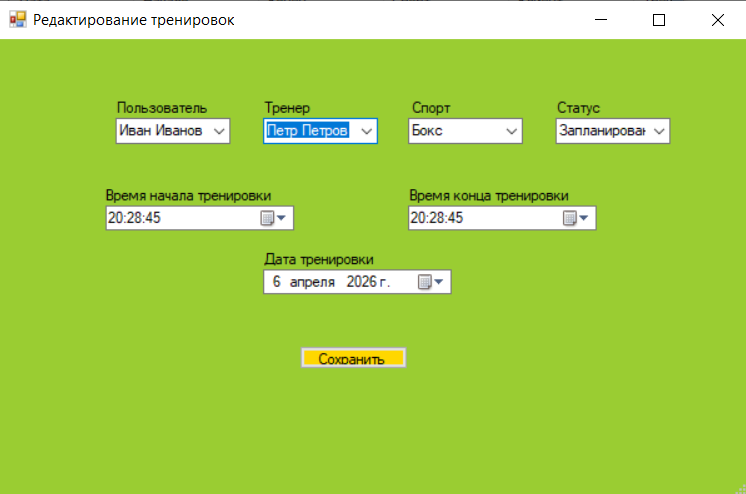 Редактирование тренировок
Пользователь Тренер Спорт Статус
Иван Иванов Петр Петров Бокс Запланирован
Время начала тренировки Время конца тренировки
20:28:45 20:28:45
Дата тренировки
6 апреля 2026 г.
Сохранить